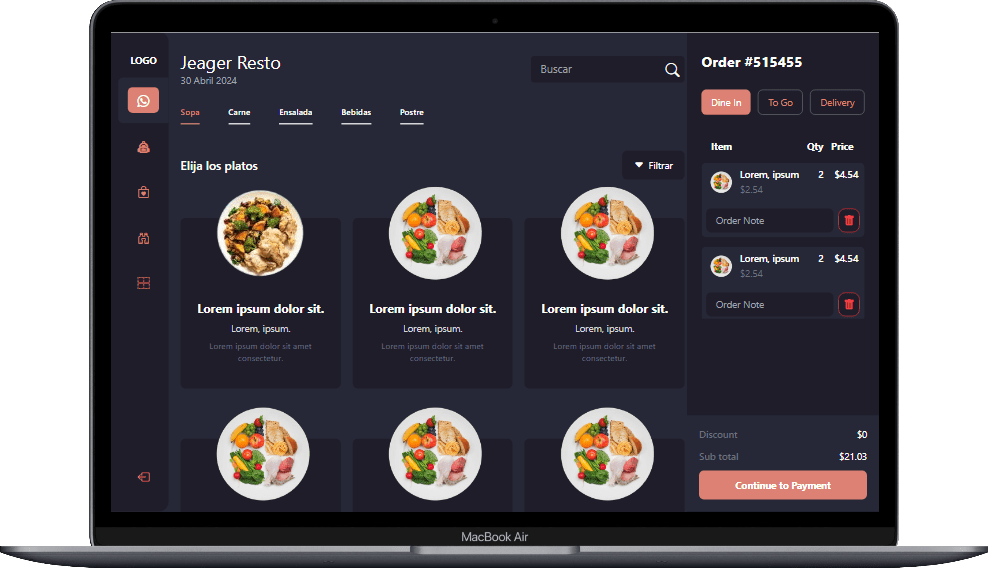 LOGO
Jeager Resto
30 Abril 2024
Buscar
Sopa
Carne
Ensalada
Bebidas
Postre
Elija los platos
Filtrar
Lorem ipsum dolor sit.
Lorem, ipsum.
Lorem ipsum dolor sit amet
consectetur.
Lorem ipsum dolor sit.
Lorem, ipsum.
Lorem ipsum dolor sit amet
consectetur.
Lorem ipsum dolor sit.
Lorem, ipsum.
Lorem ipsum dolor sit amet
consectetur.
Order #515455
Dine In
To Go
Delivery
Item Qty Price
Lorem, ipsum 2 $4.54
$2.54
Order Note
Lorem, ipsum 2 $4.54
$2.54
Order Note
Discount $0
Sub total $21.03
Continue to Payment
MacBook Air